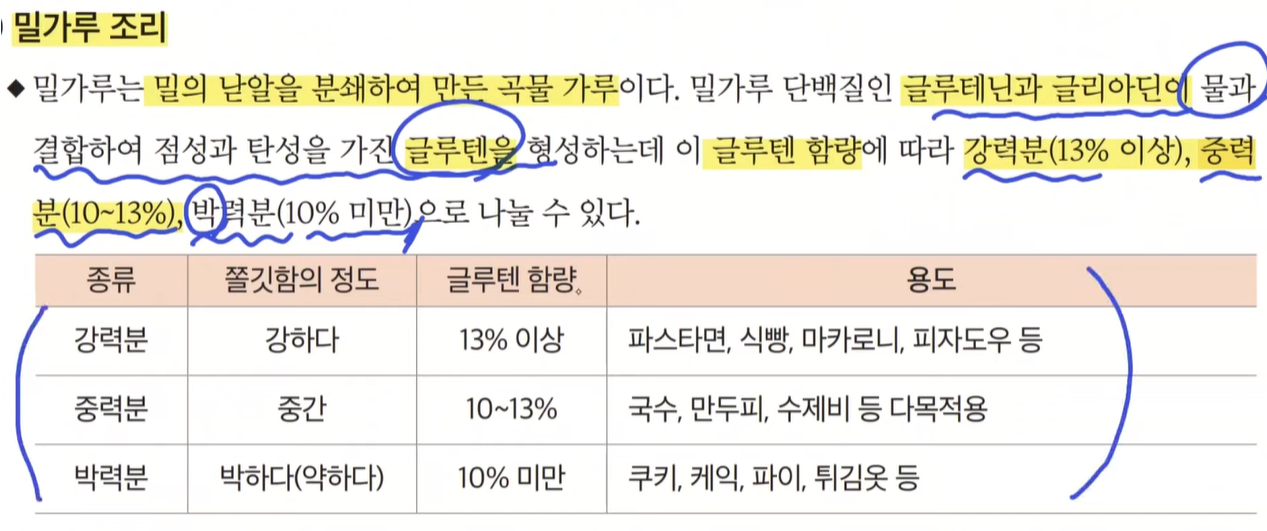 밀가루 조리
◆ 밀가루는 밀의 낟알을 분쇄하여 만든 곡물 가루이다. 밀가루 단백질인 글루테닌과 글리아딘이 물과
결합하여 점성과 탄성을 가진 글루텐을 형성하는데 이 글루텐 함량에 따라 강력분(13% 이상), 중력
분(10~13%), 박력분(10% 미만)으로 나눌 수 있다.
종류 쫄깃함의 정도 글루텐 함량 용도
강력분 강하다 13% 이상 파스타면, 식빵, 마카로니, 피자도우 등
중력분 중간 10~13% 국수, 만두피, 수제비 등 다목적용
박력분 박하다(약하다) 10% 미만 쿠키, 케익, 파이, 튀김옷 등